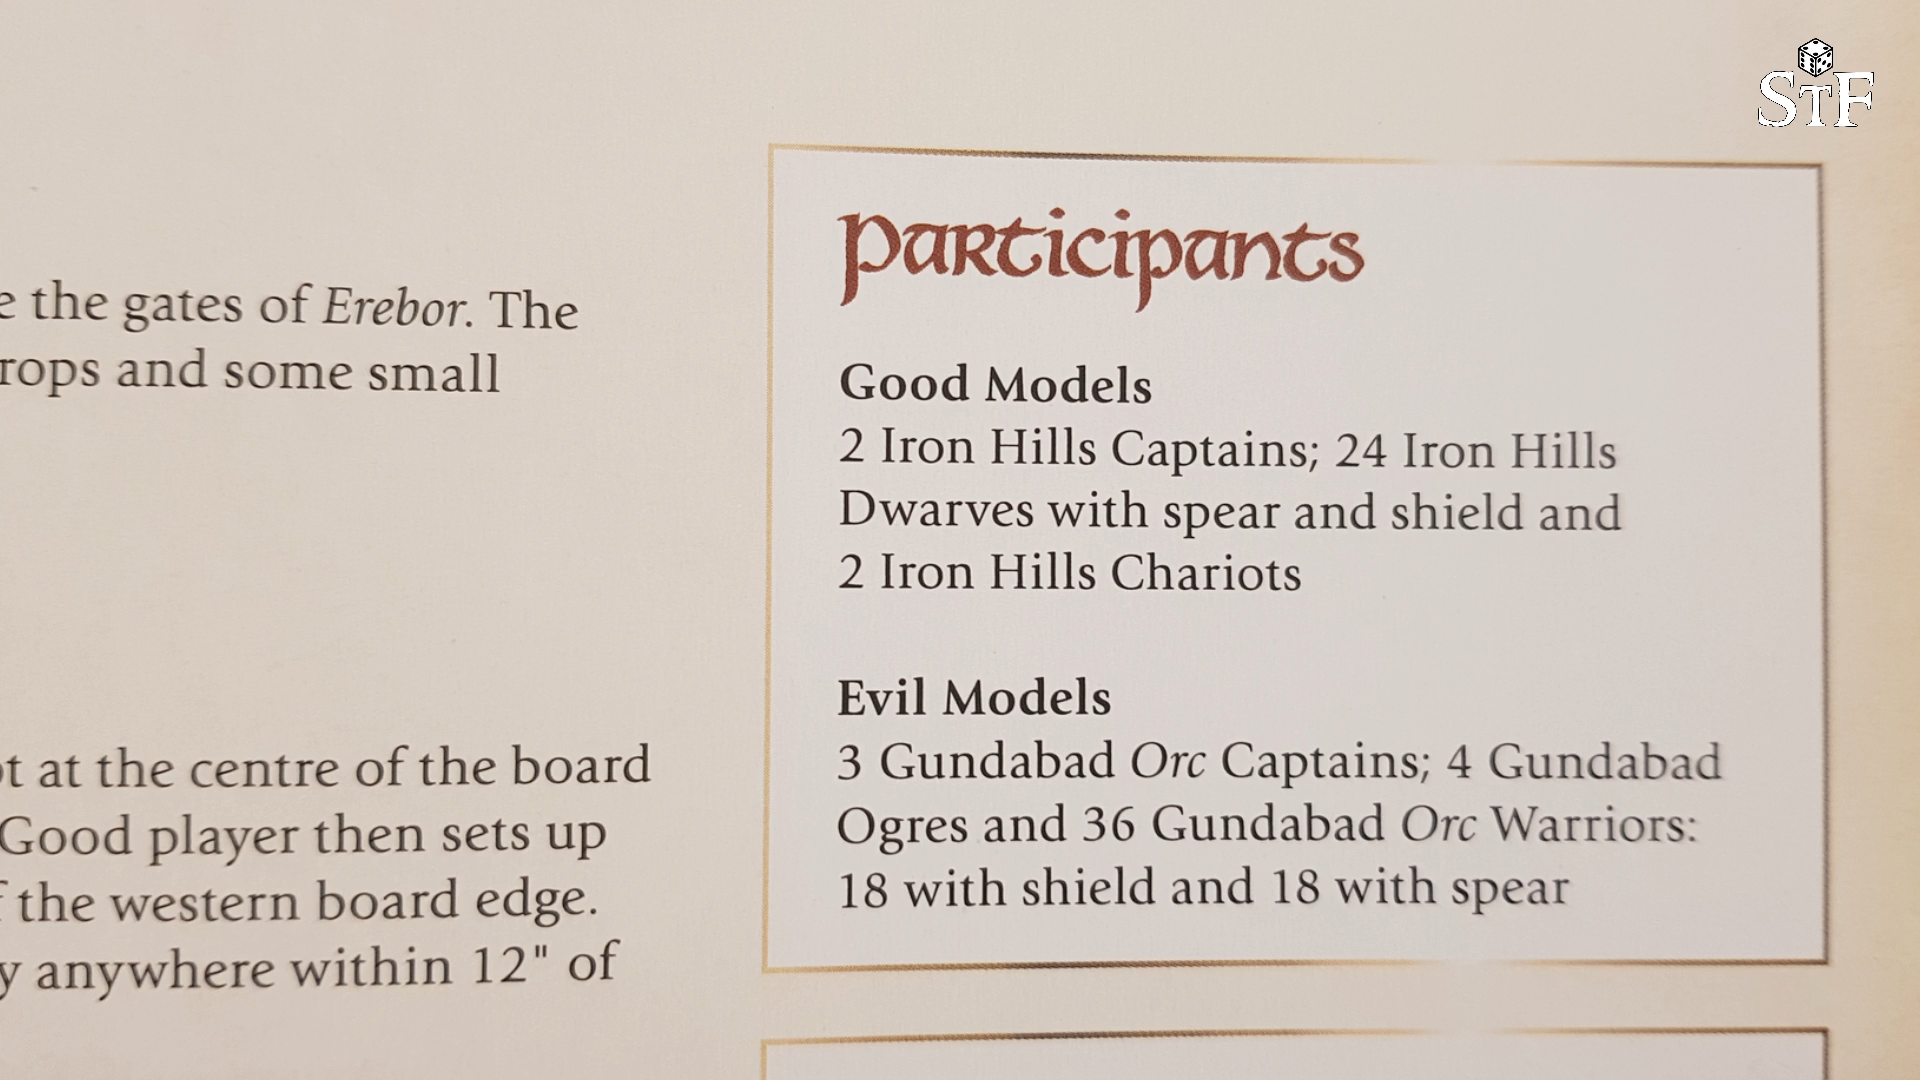 the gates of Erebor. The
and some small
at the centre of the board
Good player then sets up
the western board edge.
anywhere within 12" of
STF
Participants
Good Models
2 Iron Hills Captains; 24 Iron Hills
Dwarves with spear and shield and
2 Iron Hills Chariots
Evil Models
3 Gundabad Orc Captains; 4 Gundabad
Ogres and 36 Gundabad Orc Warriors:
18 with shield and 18 with spear